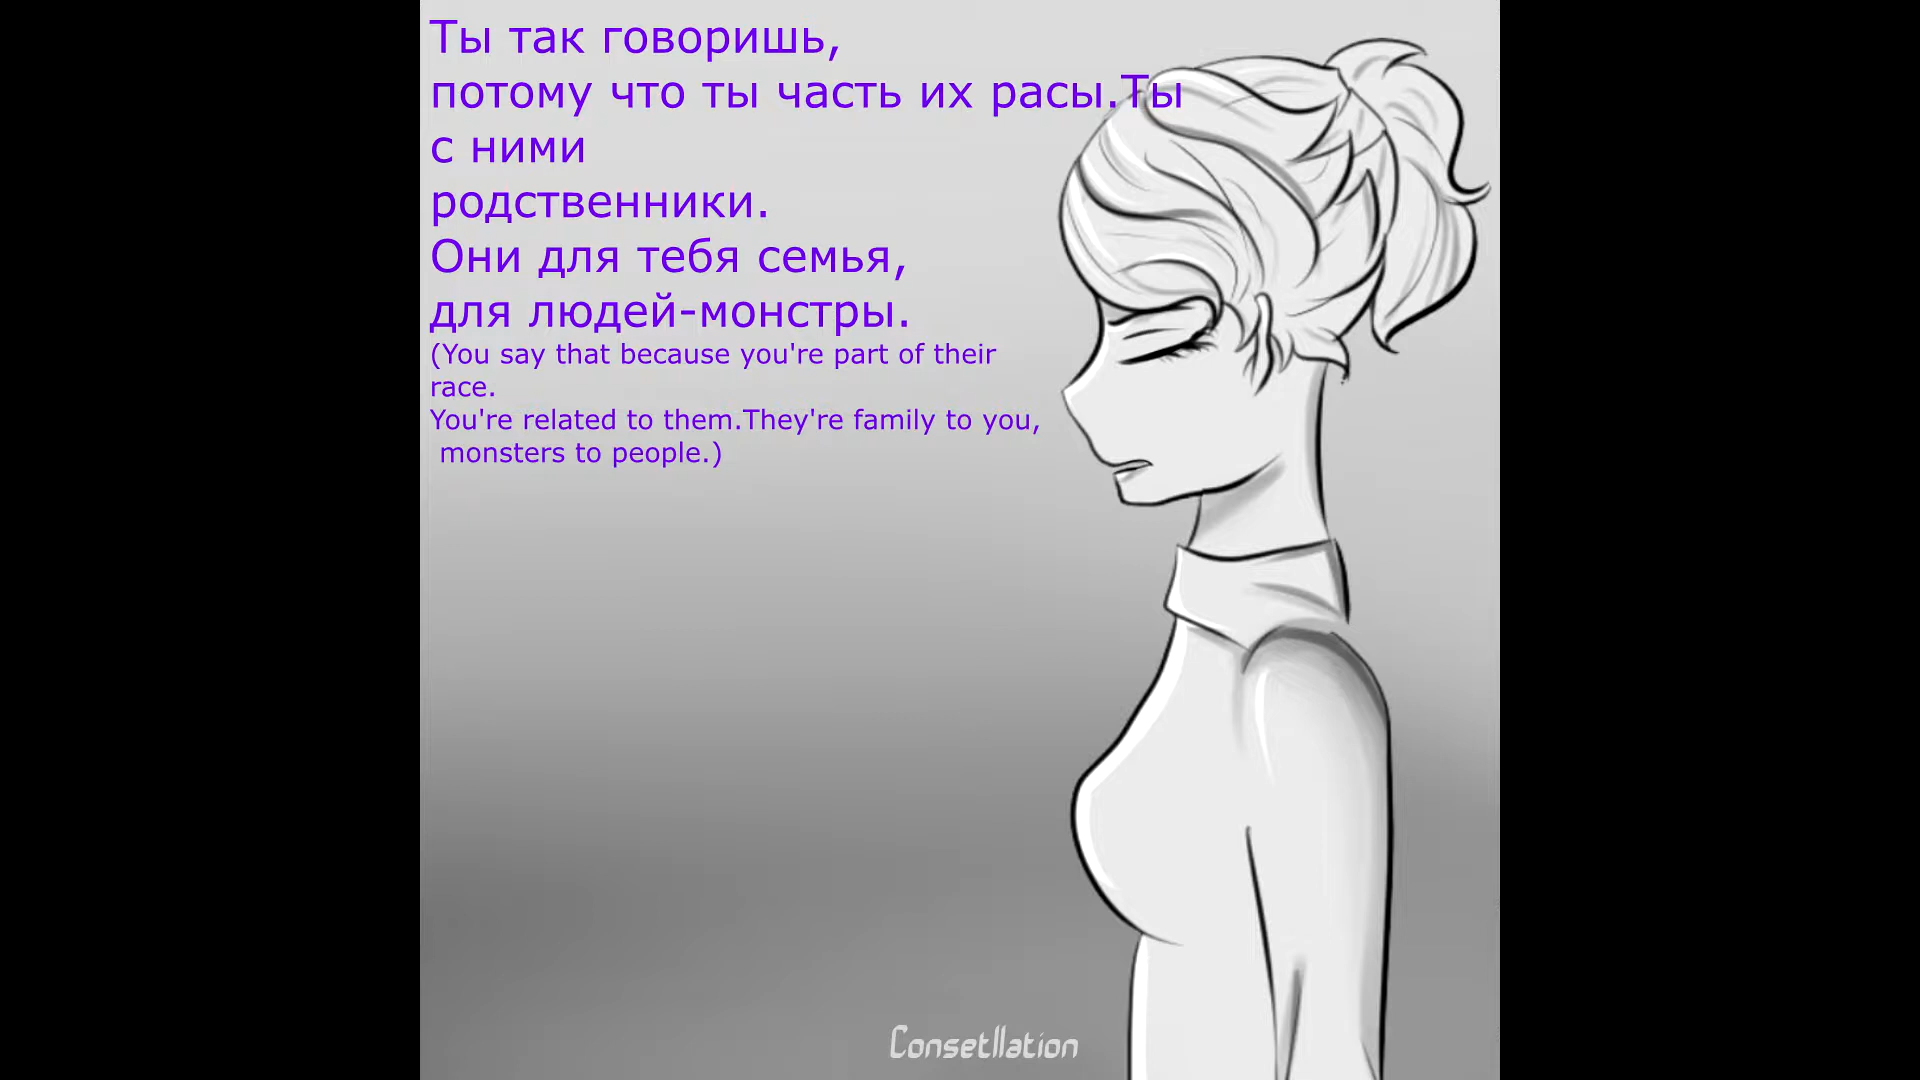 Ты так говоришь,
потому что ты часть их расы.Ты
с ними
родственники.
Они для тебя семья,
для людей-монстры.
(You say that because you're part of their
race.
You're related to them.They're family to you,
monsters to people.)
Consetllation